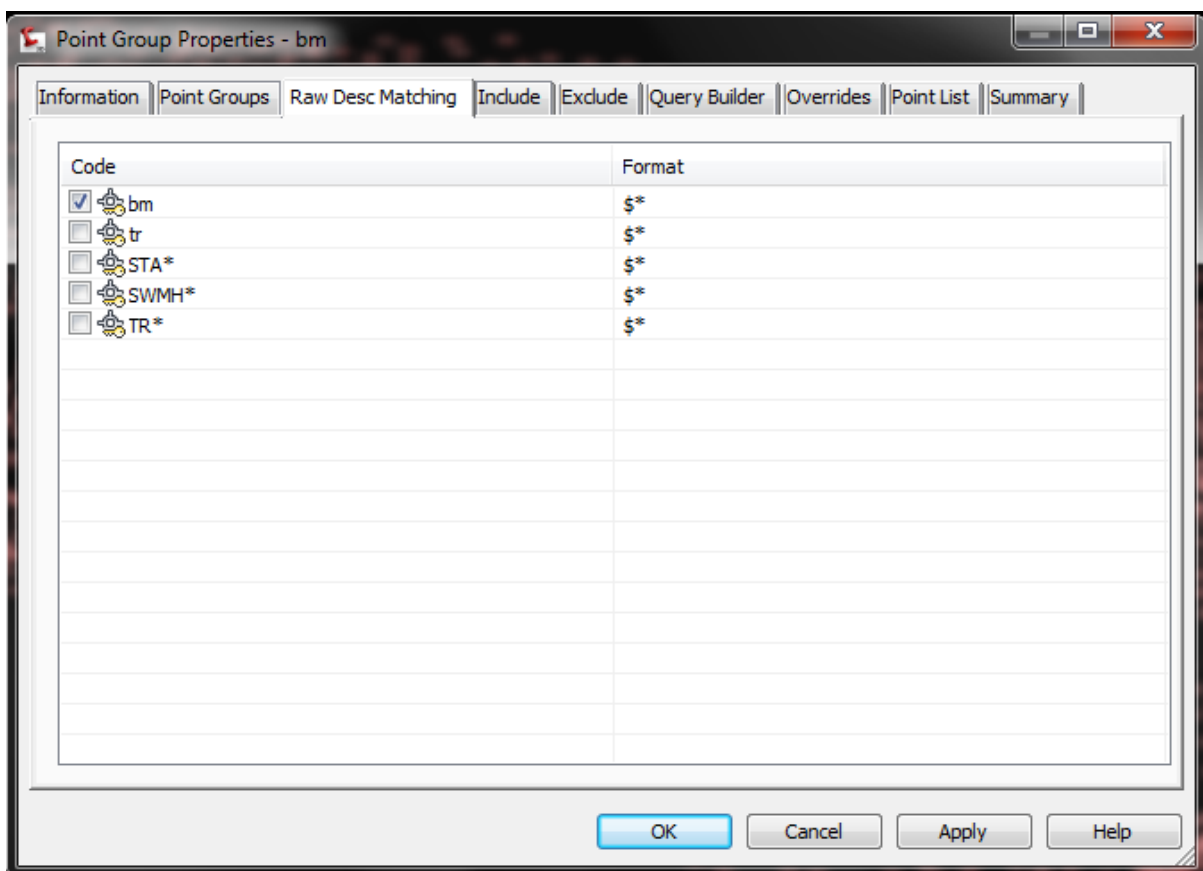 Point Group Properties - bm
Information Point Groups Raw Desc Matching Include Exclude Query Builder Overrides Point List Summary
Code Format
bm $*
tr $*
STA* $*
SWMH* $*
TR* $*
OK Cancel Apply Help